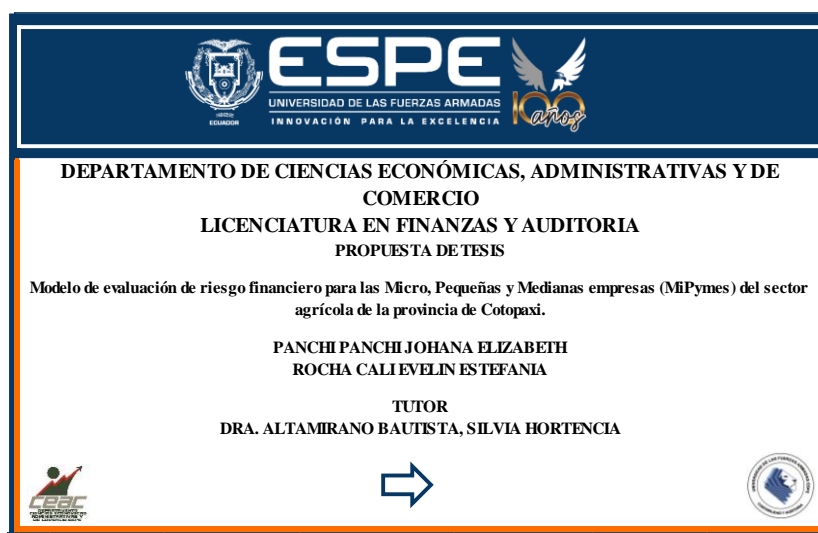 ESPE
UNIVERSIDAD DE LAS FUERZAS ARMADAS
INNOVACIÓN PARA LA EXCELENCIA
ECUADOR
100 años
DEPARTAMENTO DE CIENCIAS ECONÓMICAS, ADMINISTRATIVAS Y DE
COMERCIO
LICENCIATURA EN FINANZAS Y AUDITORIA
PROPUESTA DE TESIS
Modelo de evaluación de riesgo financiero para las Micro, Pequeñas y Medianas empresas (MiPymes) del sector
agrícola de la provincia de Cotopaxi.
PANCHI PANCHI JOHANA ELIZABETH
ROCHA CALI EVELIN ESTEFANIA
TUTOR
DRA. ALTAMIRANO BAUTISTA, SILVIA HORTENCIA
ceac